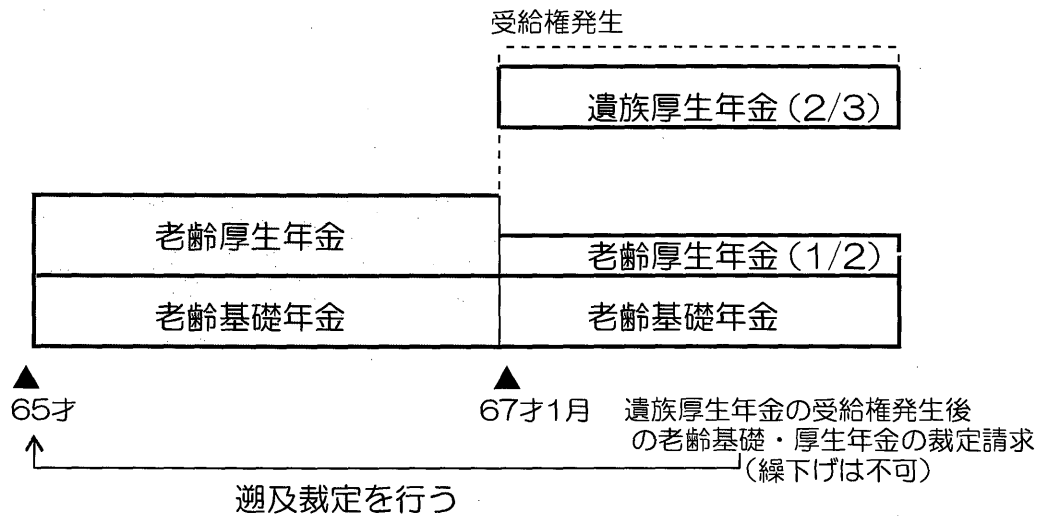 受給権発生
遺族厚生年金（2/3）
老齢厚生年金
老齢厚生年金（1/2）
老齢基礎年金
老齢基礎年金
▲
▲
65才
67才1月
遺族厚生年金の受給権発生後
の老齢基礎・厚生年金の裁定請求
（繰下げは不可）
遡及裁定を行う